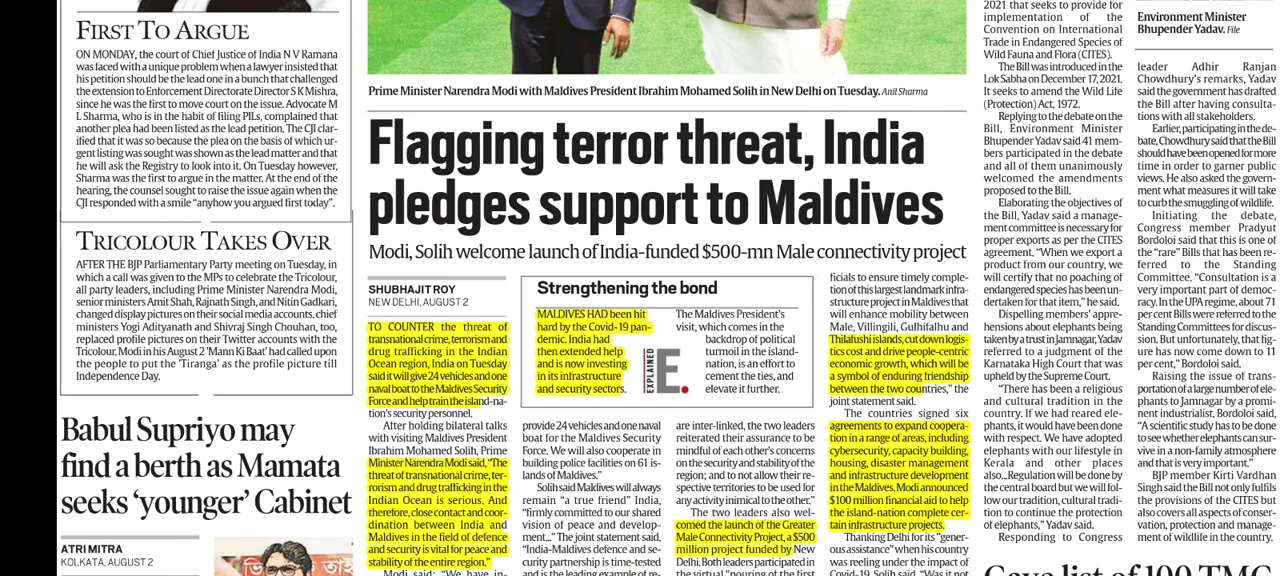 FIRST TO ARGUE
ON MONDAY, the court of Chief Justice of India N V Ramana
was faced with a unique problem when a lawyer insisted that
his petition should be the lead one in a bunch that challenged
the extension to Enforcement Directorate Director S K Mishra,
since he was the first to move court on the issue. Advocate M
L Sharma, who is in the habit of filing PILs, complained that
another plea had been listed as the lead petition. The CJI clar-
ified that it was so because the plea on the basis of which ur-
gent listing was sought was shown as the lead matter and that
he will ask the Registry to look into it. On Tuesday however,
Sharma was the first to argue in the matter. At the end of the
hearing, the counsel sought to raise the issue again when the
CJI responded with a smile "anyhow you argued first today".
TRICOLOUR TAKES OVER
AFTER THE BJP Parliamentary Party meeting on Tuesday, in
which a call was given to the MPs to celebrate the Tricolour,
all party leaders, including Prime Minister Narendra Modi,
senior ministers Amit Shah, Rajnath Singh, and Nitin Gadkari,
changed display pictures on their social media accounts. chief
ministers Yogi Adityanath and Shivraj Singh Chouhan, too,
replaced profile pictures on their Twitter accounts with the
Tricolour. Modi in his August 2 'Mann Ki Baat' had called upon
the people to put the 'Tiranga' as the profile picture till
Independence Day.
Babul Supriyo may
find a berth as Mamata
seeks 'younger' Cabinet
ATRI MITRA
KOLKATA, AUGUST 2
Prime Minister Narendra Modi with Maldives President Ibrahim Mohamed Solih in New Delhi on Tuesday. Anil Sharma
Flagging terror threat, India
pledges support to Maldives
Modi, Solih welcome launch of India-funded $500-mn Male connectivity project
SHUBHAJIT ROY
NEW DELHI, AUGUST 2
TO COUNTER the threat of
transnational crime, terrorism and
drug trafficking in the Indian
Ocean region, India on Tuesday
said it will give 24 vehicles and one
naval boat to the Maldives Security
Force and help train the island-na-
tion's security personnel.
After holding bilateral talks
with visiting Maldives President
Ibrahim Mohamed Solih, Prime
Minister Narendra Modi said, "The
threat of transnational crime, ter-
rorism and drug trafficking in the
Indian Ocean is serious. And
therefore, close contact and coor-
dination between India and
Maldives in the field of defence
and security is vital for peace and
stability of the entire region."
Modi said: "We have in-
Strengthening the bond
MALDIVES HAD been hit
hard by the Covid-19 pan-
demic. India had
then extended help
and is now investing
in its infrastructure
and security sectors.
EXPLAINED
E.
The Maldives President's
visit, which comes in the
backdrop of political
turmoil in the island-
nation, is an effort to
cement the ties, and
elevate it further.
provide 24 vehicles and one naval
boat for the Maldives Security
Force. We will also cooperate in
building police facilities on 61 is-
lands of Maldives."
Solih said Maldives will always
remain "a true friend" India,
"firmly committed to our shared
vision of peace and develop-
ment..." The joint statement said,
"India-Maldives defence and se-
curity partnership is time-tested
and is the leading example of re-
are inter-linked, the two leaders
reiterated their assurance to be
mindful of each other's concerns
on the security and stability of the
region; and to not allow their re-
spective territories to be used for
any activity inimical to the other."
The two leaders also wel-
comed the launch of the Greater
Male Connectivity Project, a $500
million project funded by New
Delhi. Both leaders participated in
the virtual "pouring of the first
ficials to ensure timely comple-
tion of this largest landmark infra-
structure project in Maldives that
will enhance mobility between
Male, Villingili, Gulhifalhu and
Thilafushi islands, cut down logis-
tics cost and drive people-centric
economic growth, which will be
a symbol of enduring friendship
between the two countries," the
joint statement said.
The countries signed six
agreements to expand coopera-
tion in a range of areas, including
cybersecurity, capacity building,
housing, disaster management
and infrastructure development
in the Maldives. Modi announced
$100 million financial aid to help
the island-nation complete cer-
tain infrastructure projects.
Thanking Delhi for its "gener-
ous assistance" when his country
was reeling under the impact of
Covid-19, Solih said, "Was it not
2021 that seeks to provide for
implementation of the
Convention on International
Trade in Endangered Species of
Wild Fauna and Flora (CITES).
The Bill was introduced in the
Lok Sabha on December 17, 2021.
It seeks to amend the Wild Life
(Protection) Act, 1972.
Replying to the debate on the
Bill, Environment Minister
Bhupender Yadav said 41 mem-
bers participated in the debate
and all of them unanimously
welcomed the amendments
proposed to the Bill.
Elaborating the objectives of
the Bill, Yadav said a manage-
ment committee is necessary for
proper exports as per the CITES
agreement. "When we export a
product from our country, we
will certify that no poaching of
endangered species has been un-
dertaken for that item," he said.
Dispelling members' appre-
hensions about elephants being
taken by a trust in Jamnagar, Yadav
referred to a judgment of the
Karnataka High Court that was
upheld by the Supreme Court.
"There has been a religious
and cultural tradition in the
country. If we had reared ele-
phants, it would have been done
with respect. We have adopted
elephants with our lifestyle in
Kerala and other places
also...Regulation will be done by
the central board but we will fol-
low our tradition, cultural tradi-
tion to continue the protection
of elephants," Yadav said.
Responding to Congress
Environment Minister
Bhupender Yadav. File
leader Adhir Ranjan
Chowdhury's remarks, Yadav
said the government has drafted
the Bill after having consulta-
tions with all stakeholders.
Earlier, participating in the de-
bate, Chowdhury said that the Bill
should have been opened for more
time in order to garner public
views. He also asked the govern-
ment what measures it will take
to curb the smuggling of wildlife.
Initiating the debate,
Congress member Pradyut
Bordoloi said that this is one of
the "rare" Bills that has been re-
ferred to the Standing
Committee. "Consultation is a
very important part of democ-
racy. In the UPA regime, about 71
per cent Bills were referred to the
Standing Committees for discus-
sion. But unfortunately, that fig-
ure has now come down to 11
per cent," Bordoloi said.
Raising the issue of trans-
portation of a large number of ele-
phants to Jamnagar by a promi-
nent industrialist, Bordoloi said,
"A scientific study has to be done
to see whether elephants can sur-
vive in a non-family atmosphere
and that is very important."
BJP member Kirti Vardhan
Singh said the Bill not only fulfils
the provisions of the CITES but
also covers all aspects of conser-
vation, protection and manage-
ment of wildlife in the country.
Gave list of 100 TMC